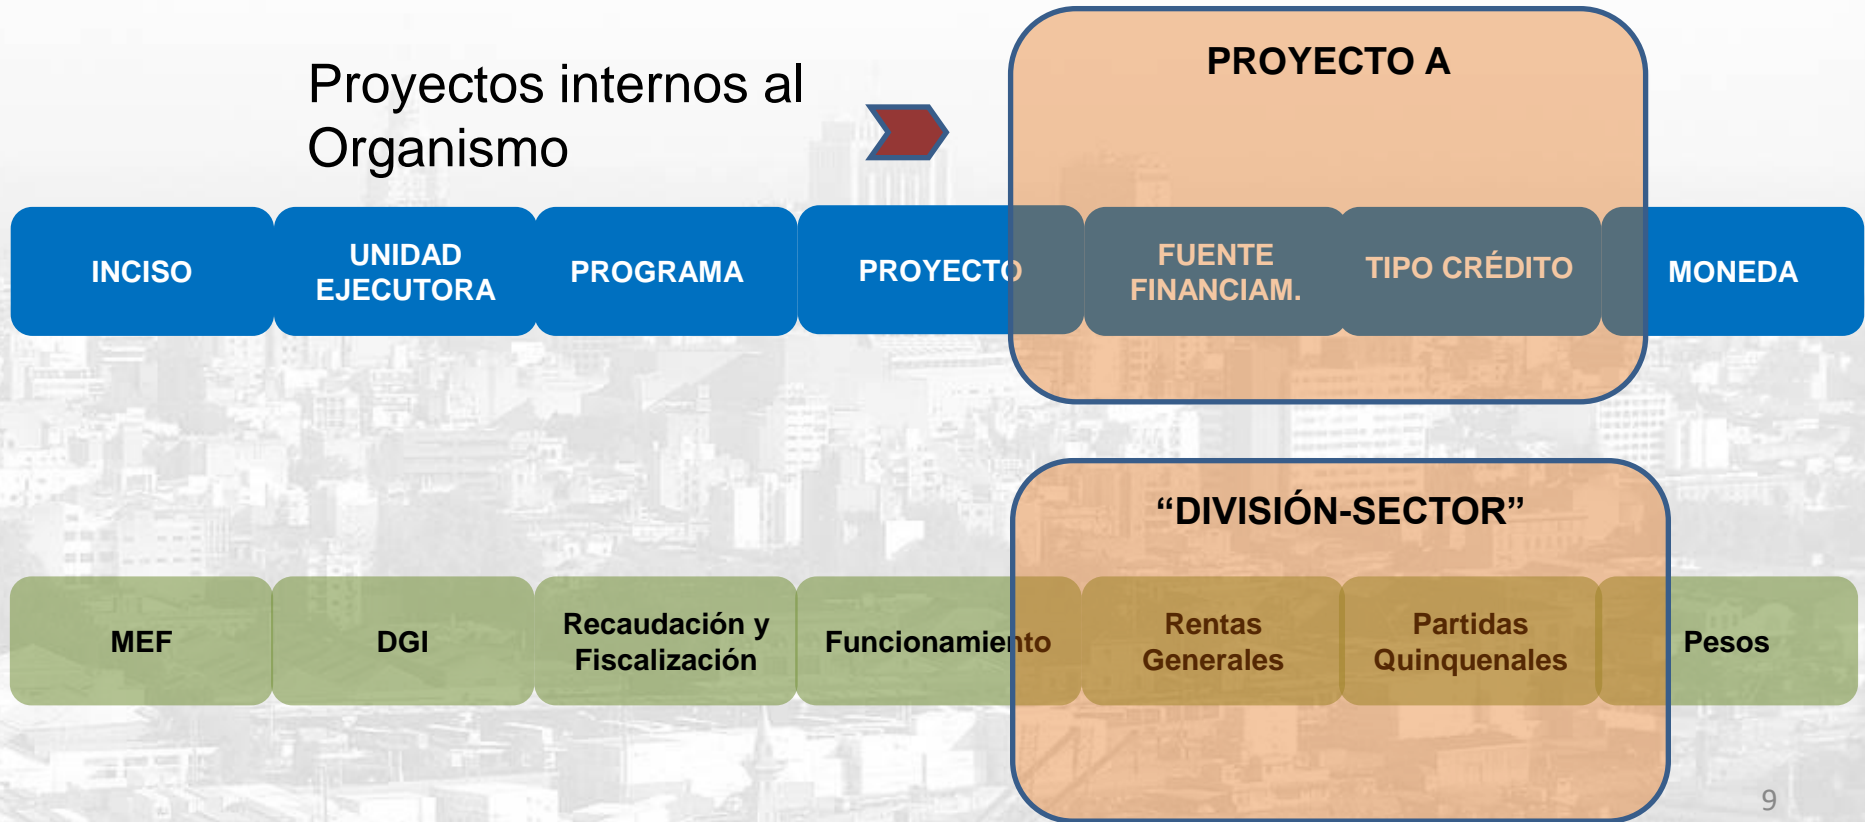 PROYECTO A
Proyectos internos al
Organismo
INCISO
UNIDAD
EJECUTORA
PROGRAMA
PROYECTO
FUENTE
FINANCIAM.
TIPO CRÉDITO
MONEDA
“DIVISIÓN-SECTOR”
MEF
DGI
Recaudación y
Fiscalización
Funcionamiento
Rentas
Generales
Partidas
Quinquenales
Pesos
9